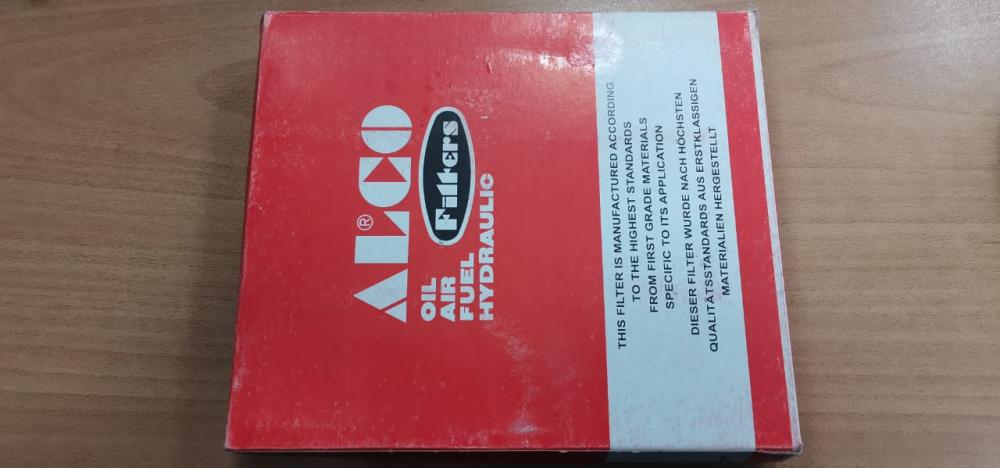 ALCO®
OIL
AIR
FUEL
HYDRAULIC
Filters
THIS FILTER IS MANUFACTURED ACCORDING
TO THE HIGHEST STANDARDS
FROM FIRST GRADE MATERIALS
SPECIFIC TO ITS APPLICATION
DIESER FILTER WURDE NACH HÖCHSTEN
QUALITÄTSSTANDARDS AUS ERSTKLASSIGEN
MATERIALIEN HERGESTELLT